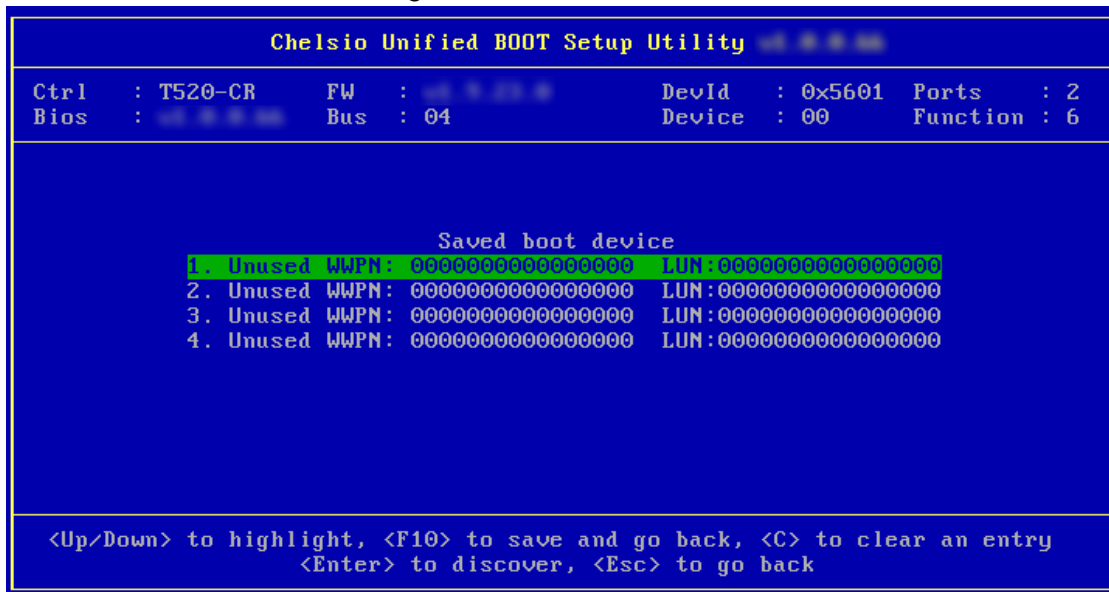 Chelsio Unified BOOT Setup Utility
Ctrl : T520-CR FW : DevId : 0x5601 Ports : 2
Bios : Bus : 04 Device : 00 Function : 6
Saved boot device
1. Unused WWPN: 0000000000000000 LUN:0000000000000000
2. Unused WWPN: 0000000000000000 LUN:0000000000000000
3. Unused WWPN: 0000000000000000 LUN:0000000000000000
4. Unused WWPN: 0000000000000000 LUN:0000000000000000
<Up/Down> to highlight, <F10> to save and go back, <C> to clear an entry
<Enter> to discover, <Esc> to go back